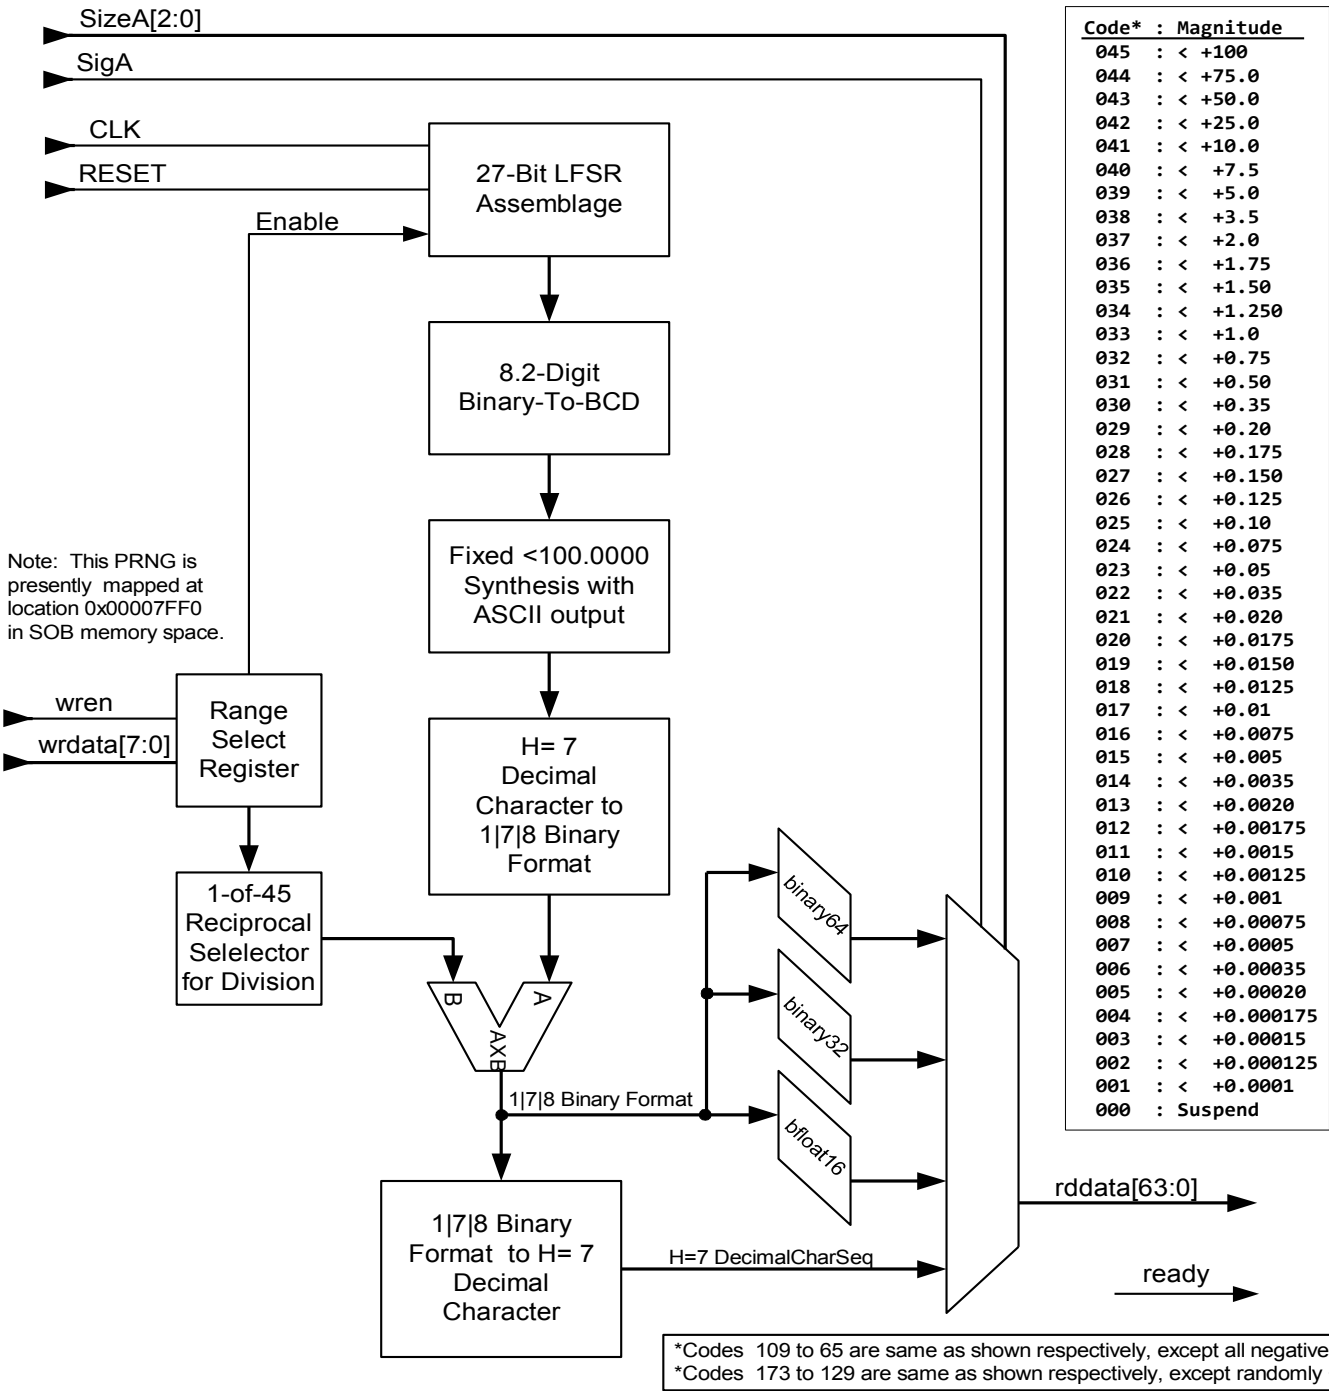 SizeA[2:0]
SigA
CLK
RESET
Enable
27-Bit LFSR
Assemblage
8.2-Digit
Binary-To-BCD
Fixed <100.0000
Synthesis with
ASCII output
Note: This PRNG is
presently mapped at
location 0x00007FF0
in SOB memory space.
wren
wrdata[7:0]
Range
Select
Register
H= 7
Decimal
Character to
1|7|8 Binary
Format
1-of-45
Reciprocal
Selelector
for Division
B
A
AXB
1|7|8 Binary Format
binary64
binary32
bfloat16
1|7|8 Binary
Format to H= 7
Decimal
Character
H=7 DecimalCharSeq
rddata[63:0]
ready
Code* : Magnitude
045 : < +100
044 : < +75.0
043 : < +50.0
042 : < +25.0
041 : < +10.0
040 : < +7.5
039 : < +5.0
038 : < +3.5
037 : < +2.0
036 : < +1.75
035 : < +1.50
034 : < +1.250
033 : < +1.0
032 : < +0.75
031 : < +0.50
030 : < +0.35
029 : < +0.20
028 : < +0.175
027 : < +0.150
026 : < +0.125
025 : < +0.10
024 : < +0.075
023 : < +0.05
022 : < +0.035
021 : < +0.020
020 : < +0.0175
019 : < +0.0150
018 : < +0.0125
017 : < +0.01
016 : < +0.0075
015 : < +0.005
014 : < +0.0035
013 : < +0.0020
012 : < +0.00175
011 : < +0.0015
010 : < +0.00125
009 : < +0.001
008 : < +0.00075
007 : < +0.0005
006 : < +0.00035
005 : < +0.00020
004 : < +0.000175
003 : < +0.00015
002 : < +0.000125
001 : < +0.0001
000 : Suspend
*Codes 109 to 65 are same as shown respectively, except all negative
*Codes 173 to 129 are same as shown respectively, except randomly